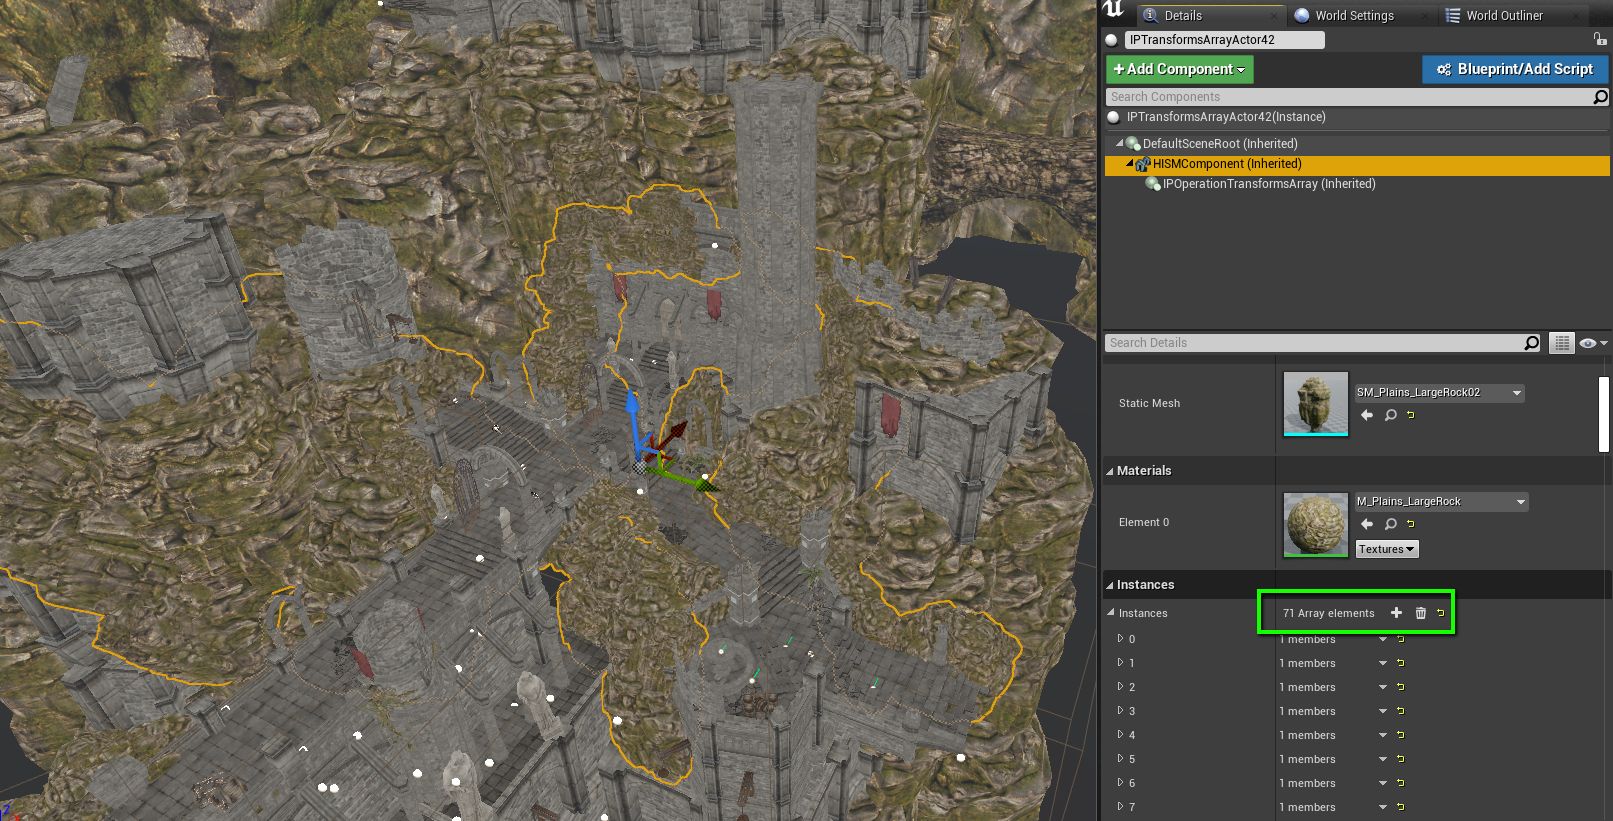 Details
World Settings
World Outliner
IPTransformsArrayActor42
+Add Component
Blueprint/Add Script
Search Components
IPTransformsArrayActor42(Instance)
DefaultSceneRoot (Inherited)
HISMComponent (Inherited)
IPOperationTransformsArray (Inherited)
Search Details
Static Mesh
SM_Plains_LargeRock02
Materials
Element 0
M_Plains_LargeRock
Textures
Instances
Instances
71 Array elements
0
1 members
1
1 members
2
1 members
3
1 members
4
1 members
5
1 members
6
1 members
7
1 members
Z